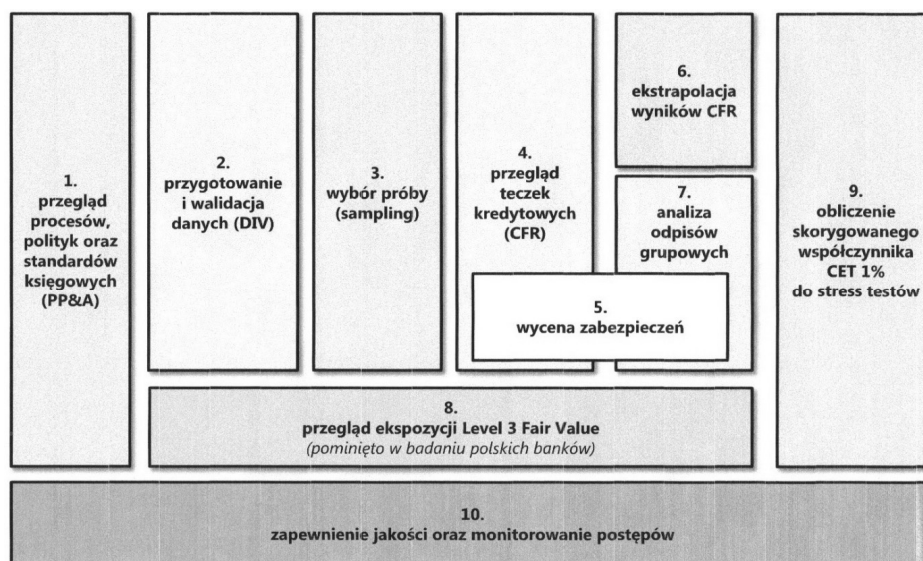 1.
przegląd
procesów,
polityk oraz
standardów
księgowych
(PP&A)
2.
przygotowanie
i walidacja
danych (DIV)
3.
wybór próby
(sampling)
4.
przegląd
teczek
kredytowych
(CFR)
5.
wycena zabezpieczeń
6.
ekstrapolacja
wyników CFR
7.
analiza
odpisów
grupowych
8.
przegląd ekspozycji Level 3 Fair Value
(pominięto w badaniu polskich banków)
9.
obliczenie
skorygowanego
współczynnika
CET 1%
do stress testów
10.
zapewnienie jakości oraz monitorowanie postępów